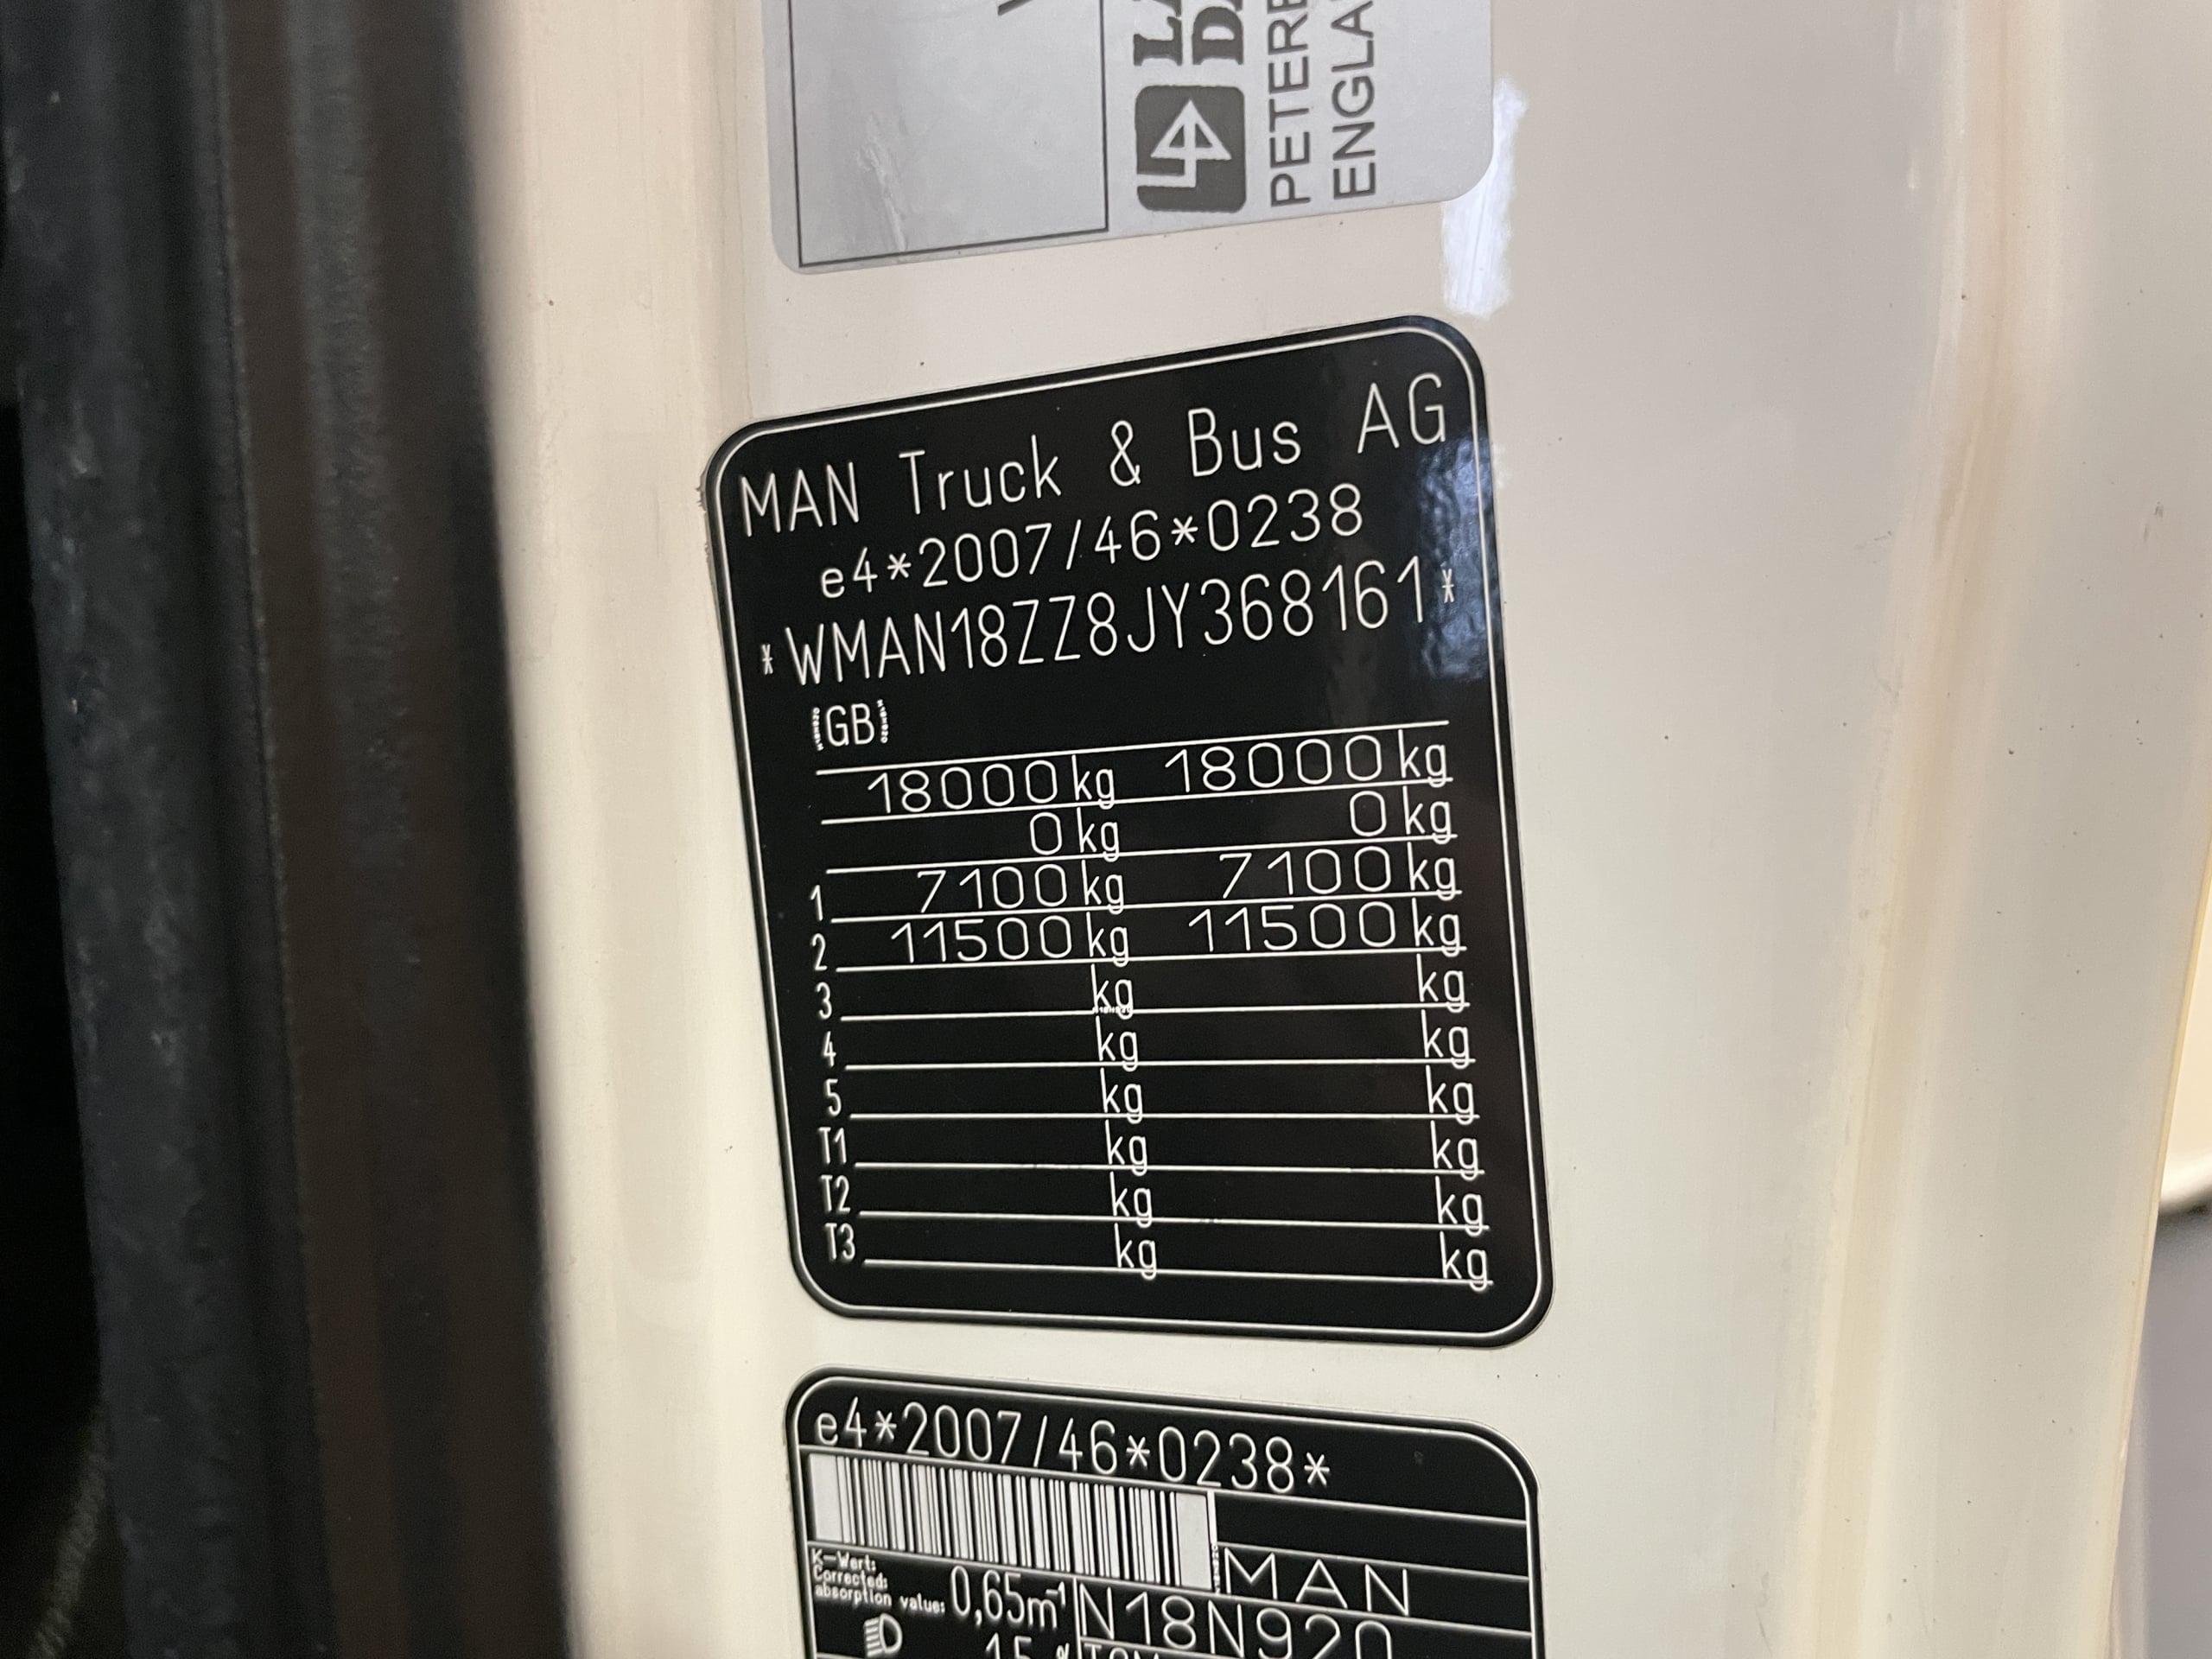 PETERB
ENGLA
MAN Truck & Bus AG
e4*2007/46*0238
*WMAN18ZZ8JY368161*
GB
18000 kg 18000 kg
0 kg 0 kg
1 7100 kg 7100 kg
2 11500 kg 11500 kg
3 kg kg
4 kg kg
5 kg kg
T1 kg kg
T2 kg kg
T3 kg kg
e4*2007/46*0238*
MAN
K-Wert:
Corrected:
absorption value: 0,65m⁻¹
N18N920